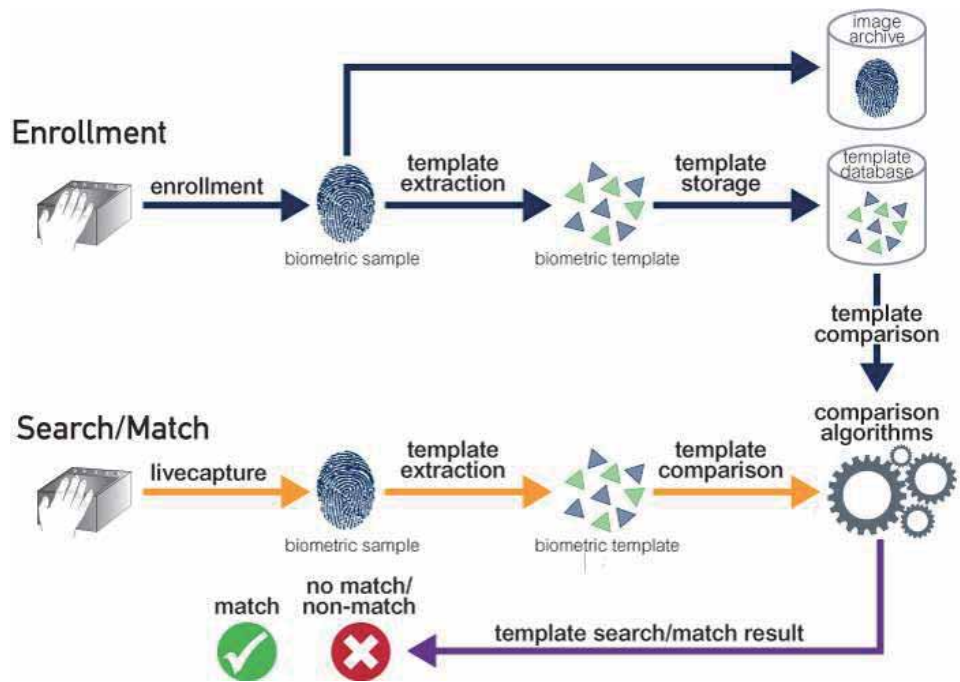 image
archive
Enrollment
enrollment
template
extraction
template
storage
template
database
biometric sample
biometric template
template
comparison
Search/Match
comparison
algorithms
livecapture
template
extraction
template
comparison
biometric sample
biometric template
match
no match/
non-match
template search/match result